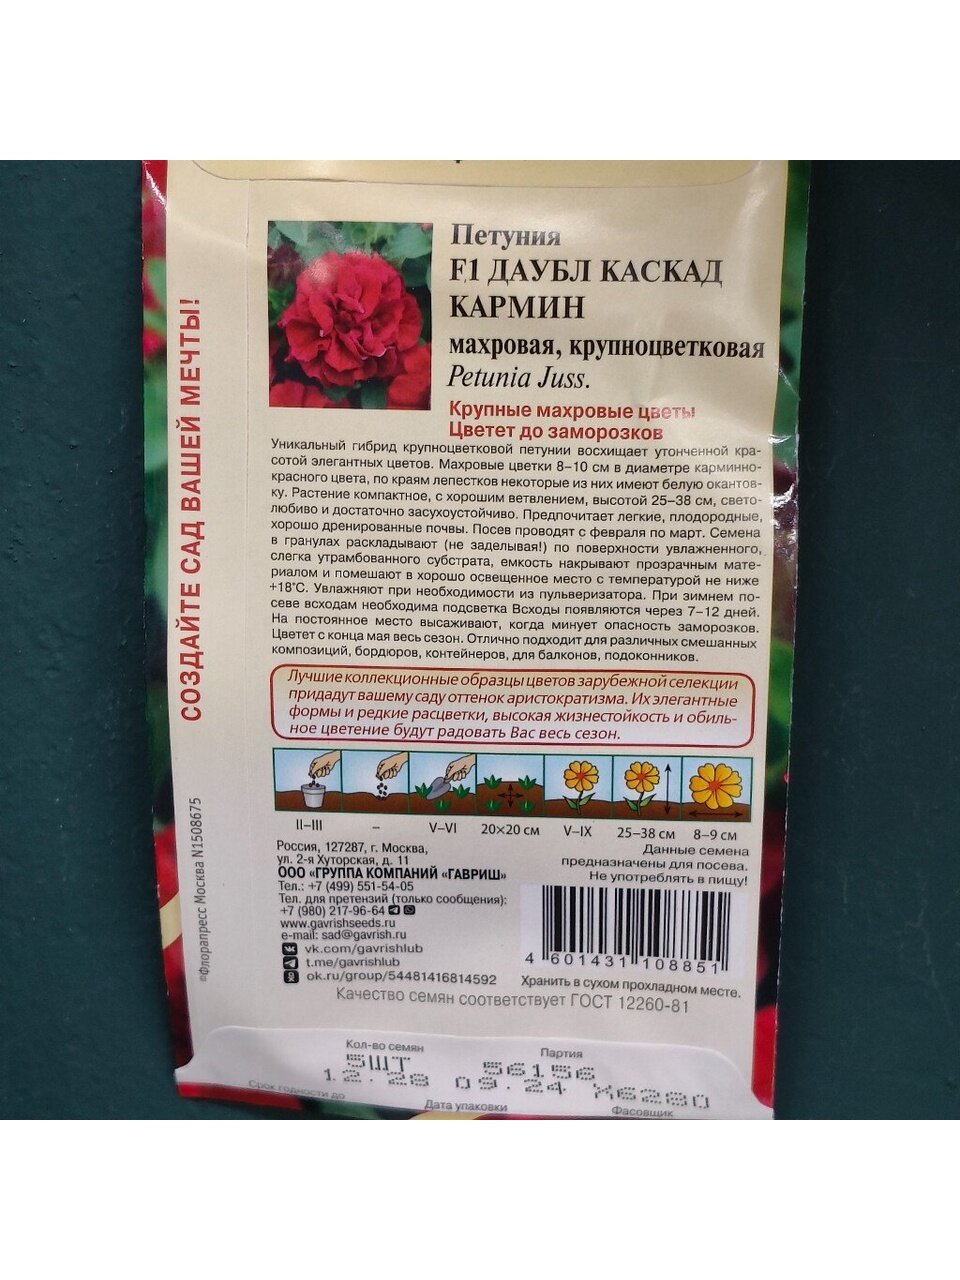 Петуния
F1 ДАУБЛ КАСКАД
КАРМИН
махровая, крупноцветковая
Petunia Juss.
Крупные махровые цветы
Цветет до заморозков
Уникальный гибрид крупноцветковой петунии восхищает утонченной кра-
сотой элегантных цветов. Махровые цветки 8–10 см в диаметре карминно-
красного цвета, по краям лепестков некоторые из них имеют белую окантов-
ку. Растение компактное, с хорошим ветвлением, высотой 25–38 см, свето-
любиво и достаточно засухоустойчиво. Предпочитает легкие, плодородные,
хорошо дренированные почвы. Посев проводят с февраля по март. Семена
в гранулах раскладывают (не заделывая!) по поверхности увлажненного,
слегка утрамбованного субстрата, емкость накрывают прозрачным мате-
риалом и помешают в хорошо освещенное место с температурой не ниже
+18°С. Увлажняют при необходимости из пульверизатора. При зимнем по-
севе всходам необходима подсветка Всходы появляются через 7–12 дней.
На постоянное место высаживают, когда минует опасность заморозков.
Цветет с конца мая весь сезон. Отлично подходит для различных смешанных
композиций, бордюров, контейнеров, для балконов, подоконников.
Лучшие коллекционные образцы цветов зарубежной селекции
придадут вашему саду оттенок аристократизма. Их элегантные
формы и редкие расцветки, высокая жизнестойкость и обиль-
ное цветение будут радовать Вас весь сезон.
II–III – V–VI 20×20 см V–IX 25–38 см 8–9 см
Россия, 127287, г. Москва,
ул. 2-я Хуторская, д. 11
ООО «ГРУППА КОМПАНИЙ "ГАВРИШ»
Тел.: +7 (499) 551-54-05
Тел. для претензий (только сообщения):
+7 (980) 217-96-64
www.gavrishseeds.ru
e-mail: sad@gavrish.ru
vk.com/gavrishlub
t.me/gavrishlub
ok.ru/group/54481416814592
Данные семена
предназначены для посева.
Не употреблять в пищу!
4 601431 108851
Хранить в сухом прохладном месте.
Качество семян соответствует ГОСТ 12260-81
Кол-во семян Партия
5ШТ 56156
12.28 09.24 Х6280
Срок годности до Дата упаковки Фасовщик
СОЗДАЙТЕ САД ВАШЕЙ МЕЧТЫ!
®Флорапресс Москва N1508675